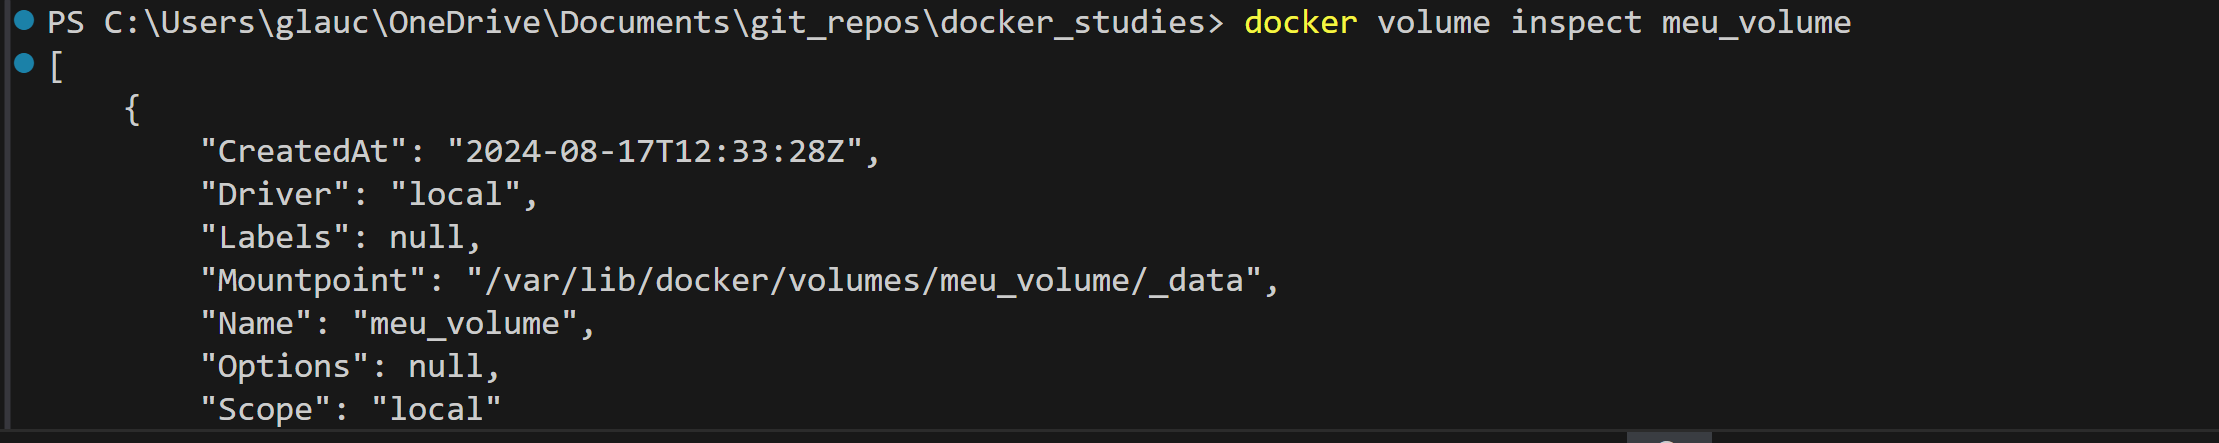 PS C:\Users\glauc\OneDrive\Documents\git_repos\docker_studies> docker volume inspect meu_volume
[
    {
        "CreatedAt": "2024-08-17T12:33:28Z",
        "Driver": "local",
        "Labels": null,
        "Mountpoint": "/var/lib/docker/volumes/meu_volume/_data",
        "Name": "meu_volume",
        "Options": null,
        "Scope": "local"